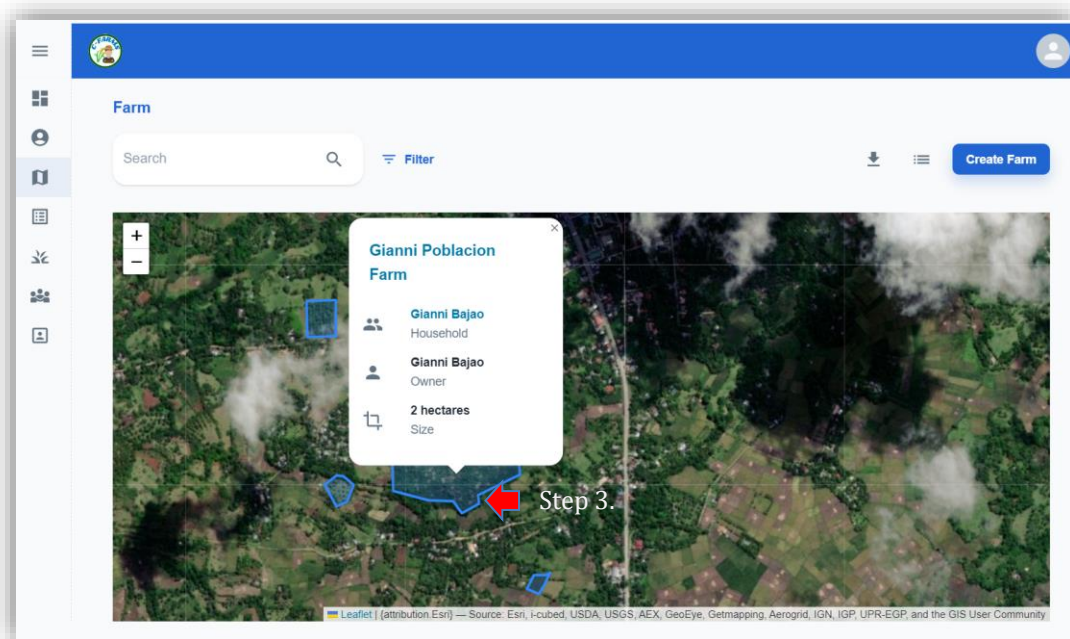 Farm
Search
Filter
Create Farm
+
−
×
Gianni Poblacion
Farm
Gianni Bajao
Household
Gianni Bajao
Owner
2 hectares
Size
Step 3.
Leaflet | {attribution.Esri} — Source: Esri, i-cubed, USDA, USGS, AEX, GeoEye, Getmapping, Aerogrid, IGN, IGP, UPR-EGP, and the GIS User Community